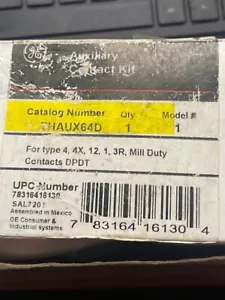 Auxiliary
Contact Kit
Catalog Number Qty. Model #
THAUX64D 1 1
For type 4, 4X, 12, 1, 3R, Mill Duty
Contacts DPDT
UPC Number
78316416130
SAL7201
Assembled in Mexico
GE Consumer &
Industrial systems
7 83164 16130 4